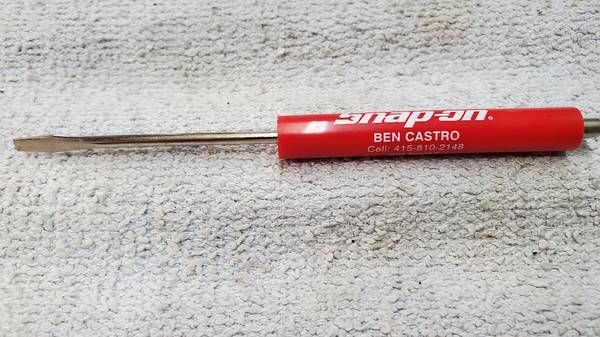 Snap-on®
BEN CASTRO
Cell: 415-810-2148